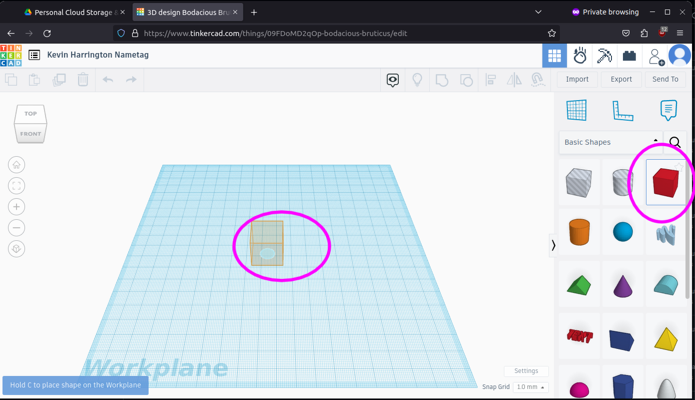 Personal Cloud Storage &
3D design Bodacious Bru
Private browsing
https://www.tinkercad.com/things/09FDoMD2qOp-bodacious-bruticus/edit
TIN
KER
CAD
Kevin Harrington Nametag
Import
Export
Send To
TOP
FRONT
Basic Shapes
Workplane
Hold C to place shape on the Workplane
Settings
Snap Grid
1.0 mm